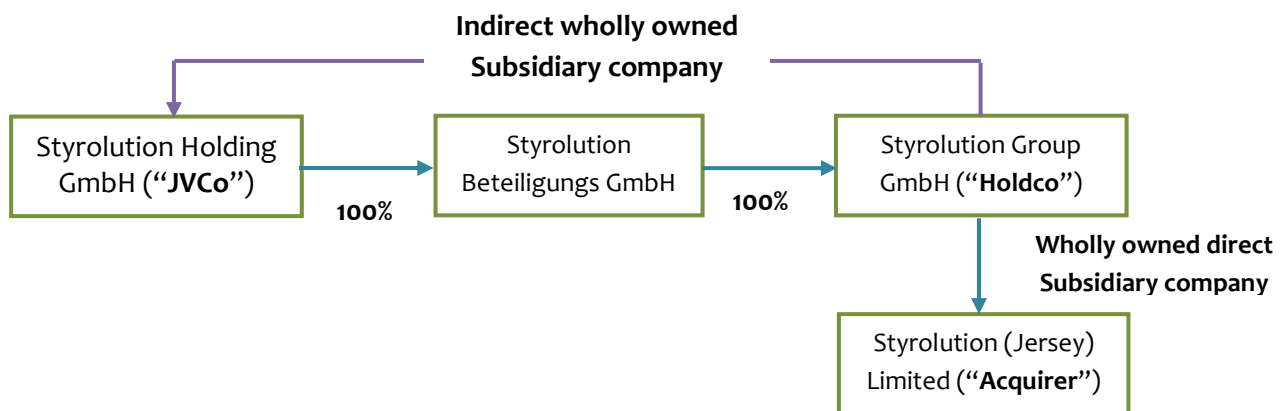 Indirect wholly owned
Subsidiary company
Styrolution Holding
GmbH (“JVCo”)
100%
Styrolution
Beteiligungs GmbH
100%
Styrolution Group
GmbH (“Holdco”)
Wholly owned direct
Subsidiary company
Styrolution (Jersey)
Limited (“Acquirer”)